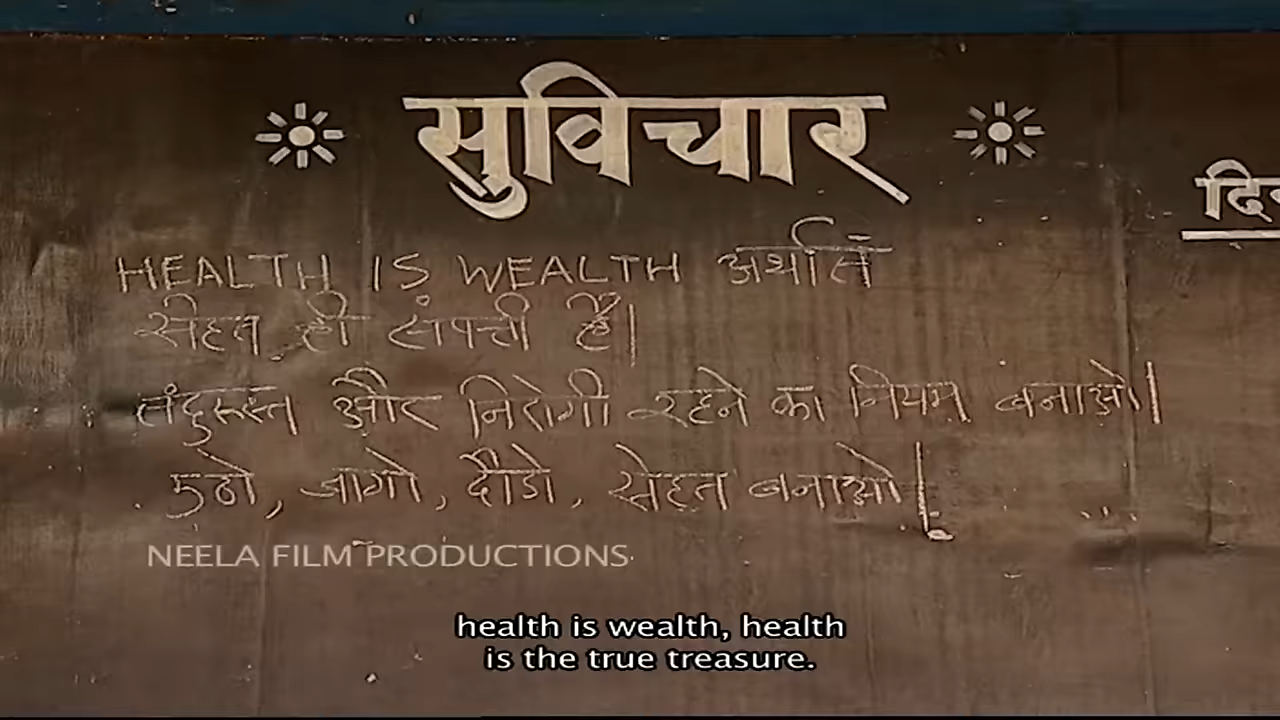 सुविचार
HEALTH IS WEALTH अर्थात
सेहत ही संपत्ती है।
तंदुरूस्त और निरोगी रहने का नियम बनाओ।
उठो, जागो, दौडो, सेहत बनाओ।
NEELA FILM PRODUCTIONS
health is wealth, health
is the true treasure.